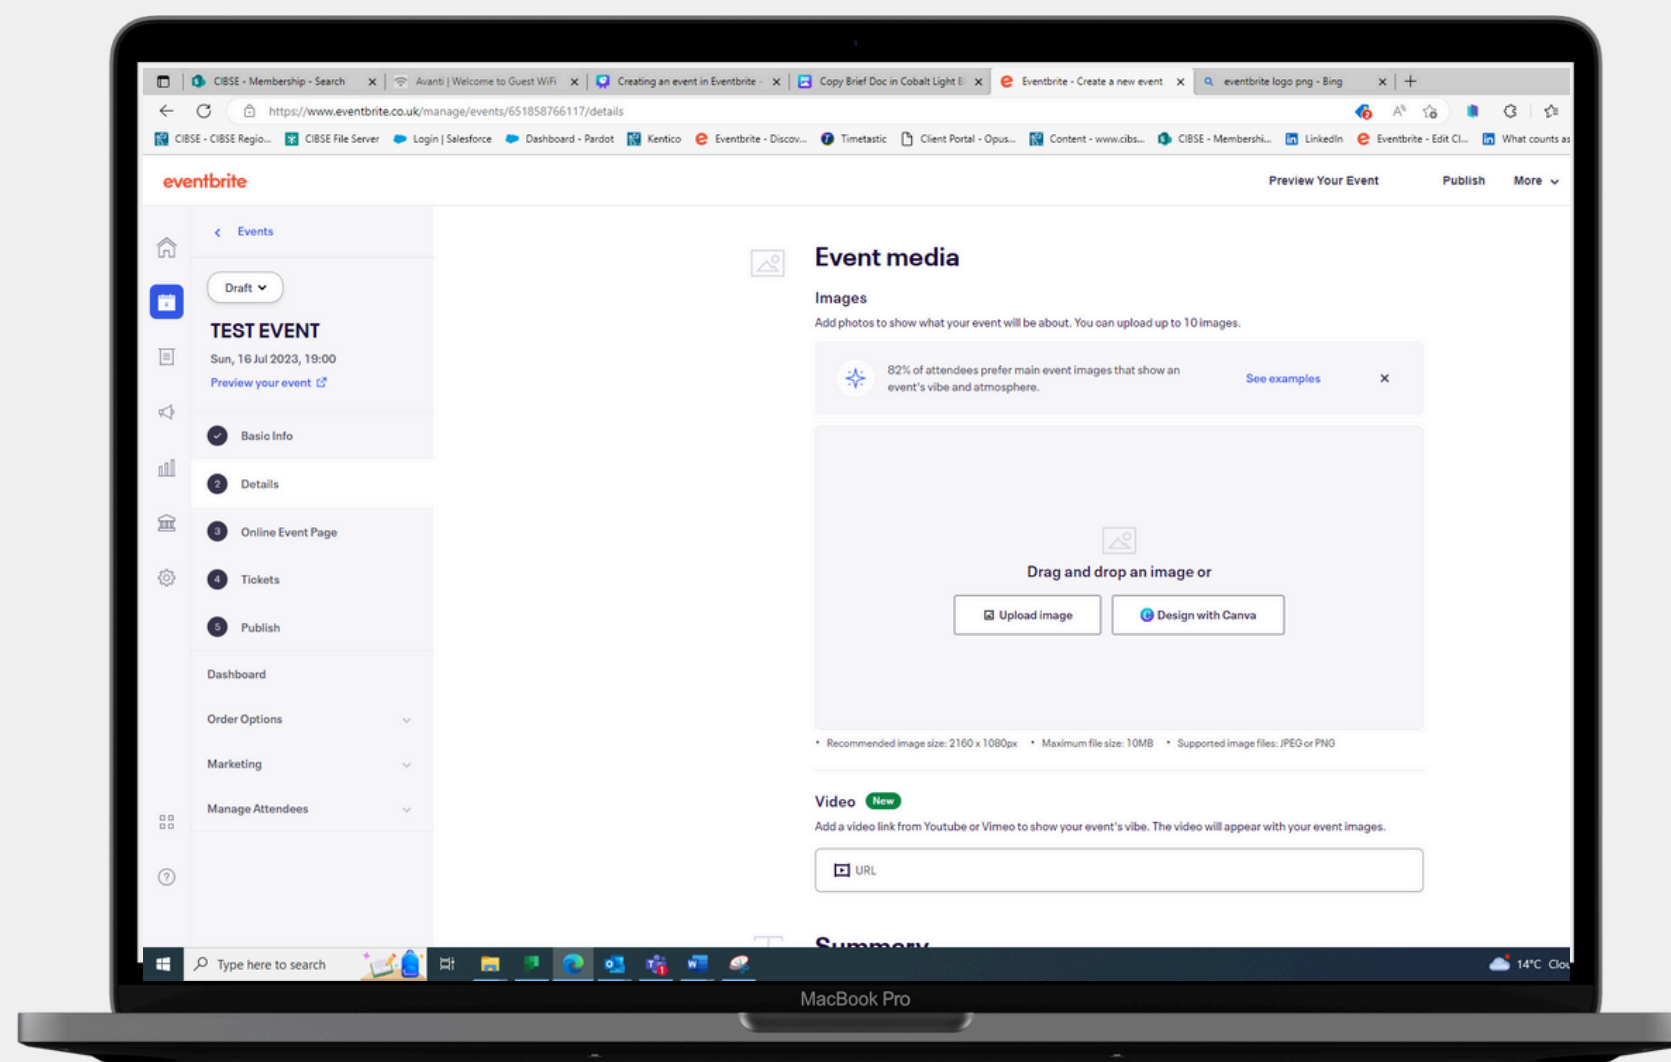 CIBSE - Membership - Search
Avanti | Welcome to Guest WiFi
Creating an event in Eventbrite -
Copy Brief Doc in Cobalt Light B
Eventbrite - Create a new event
eventbrite logo png - Bing
https://www.eventbrite.co.uk/manage/events/651858766117/details
CIBSE - CIBSE Regio...
CIBSE File Server
Login | Salesforce
Dashboard - Pardot
Kentico
Eventbrite - Discov...
Timetastic
Client Portal - Opus...
Content - www.cibs...
CIBSE - Membershi...
LinkedIn
Eventbrite - Edit Cl...
What counts as
eventbrite
Preview Your Event
Publish
More
Events
Draft
TEST EVENT
Sun, 16 Jul 2023, 19:00
Preview your event
Basic Info
2 Details
3 Online Event Page
4 Tickets
5 Publish
Dashboard
Order Options
Marketing
Manage Attendees
Event media
Images
Add photos to show what your event will be about. You can upload up to 10 images.
82% of attendees prefer main event images that show an
event's vibe and atmosphere.
See examples
Drag and drop an image or
Upload image
Design with Canva
• Recommended image size: 2160 x 1080px • Maximum file size: 10MB • Supported image files: JPEG or PNG
Video New
Add a video link from Youtube or Vimeo to show your event's vibe. The video will appear with your event images.
URL
Summary
Type here to search
14°C Clou
MacBook Pro